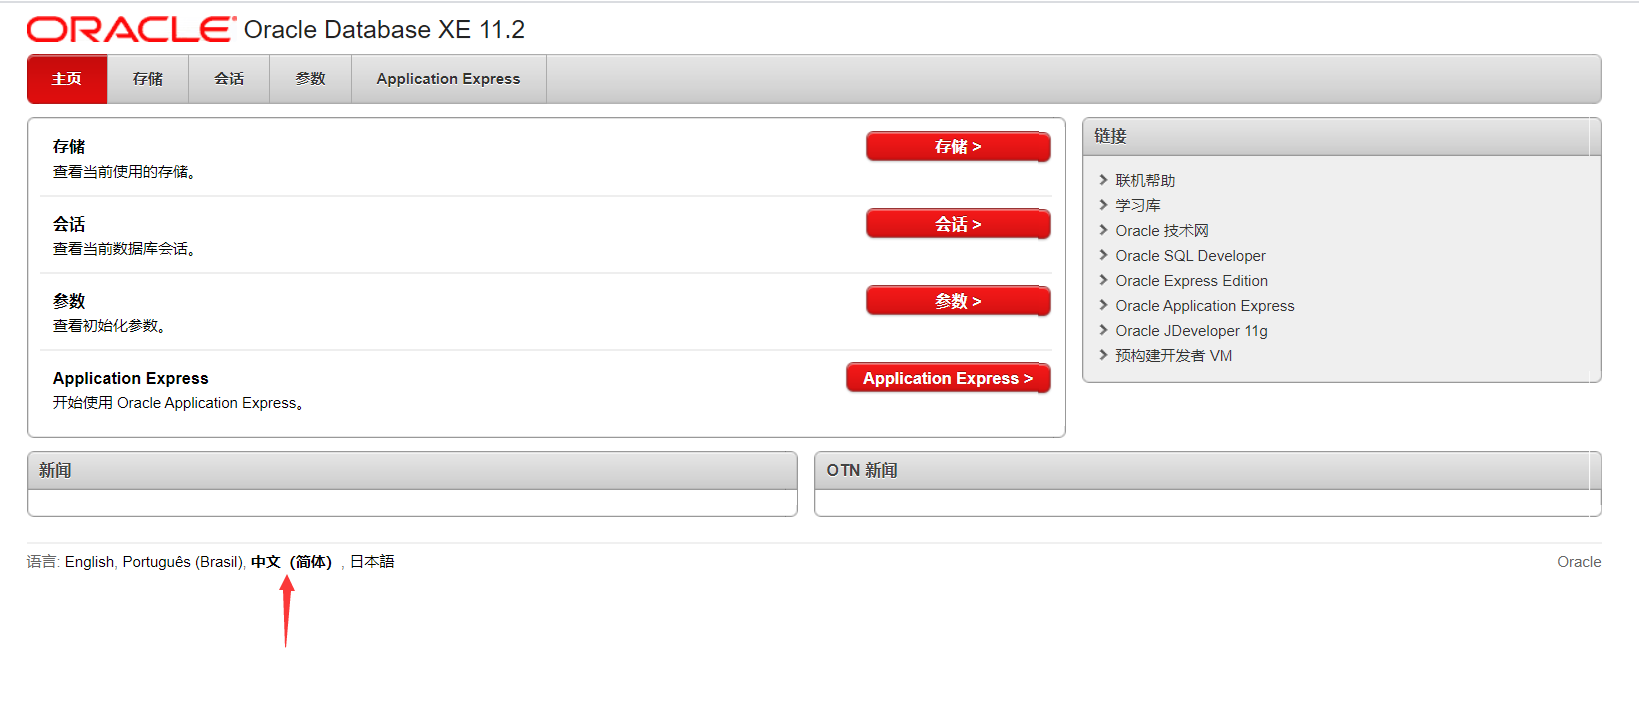 ORACLE Oracle Database XE 11.2
主页 存储 会话 参数 Application Express
存储
查看当前使用的存储。
存储 >
会话
查看当前数据库会话。
会话 >
参数
查看初始化参数。
参数 >
Application Express
开始使用 Oracle Application Express。
Application Express >
链接
联机帮助
学习库
Oracle 技术网
Oracle SQL Developer
Oracle Express Edition
Oracle Application Express
Oracle JDeveloper 11g
预构建开发者 VM
新闻
OTN 新闻
语言: English, Português (Brasil), 中文（简体） , 日本語
Oracle